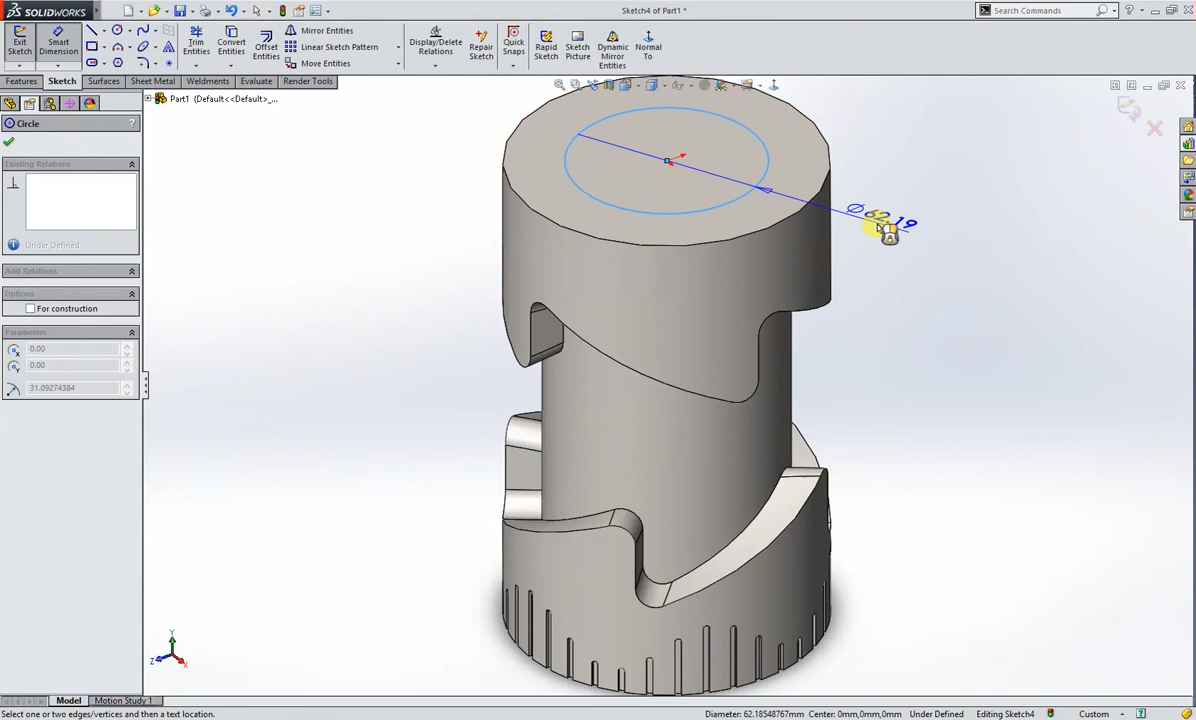 SOLIDWORKS
Sketch4 of Part1 *
Search Commands
Exit Sketch
Smart Dimension
Trim Entities
Convert Entities
Offset Entities
Mirror Entities
Linear Sketch Pattern
Move Entities
Display/Delete Relations
Repair Sketch
Quick Snaps
Rapid Sketch
Sketch Picture
Dynamic Mirror Entities
Normal To
Features
Sketch
Surfaces
Sheet Metal
Weldments
Evaluate
Render Tools
Part1 (Default<<Default>_...
Circle
?
Existing Relations
Under Defined
Add Relations
Options
For construction
Parameters
0.00
0.00
31.09274384
Ø62.19
Y
Z
X
Model
Motion Study 1
Select one or two edges/vertices and then a text location.
Diameter: 62.18548767mm
Center: 0mm,0mm,0mm
Under Defined
Editing Sketch4
Custom